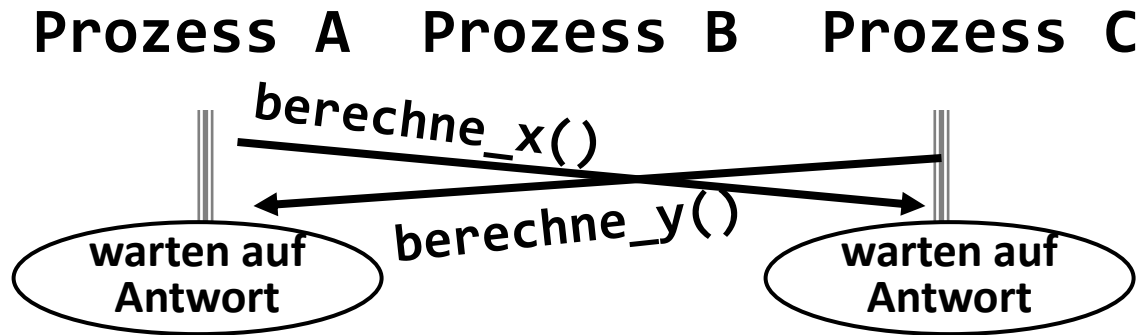 Prozess A Prozess B Prozess C
berechne_x()
berechne_y()
warten auf
Antwort
warten auf
Antwort